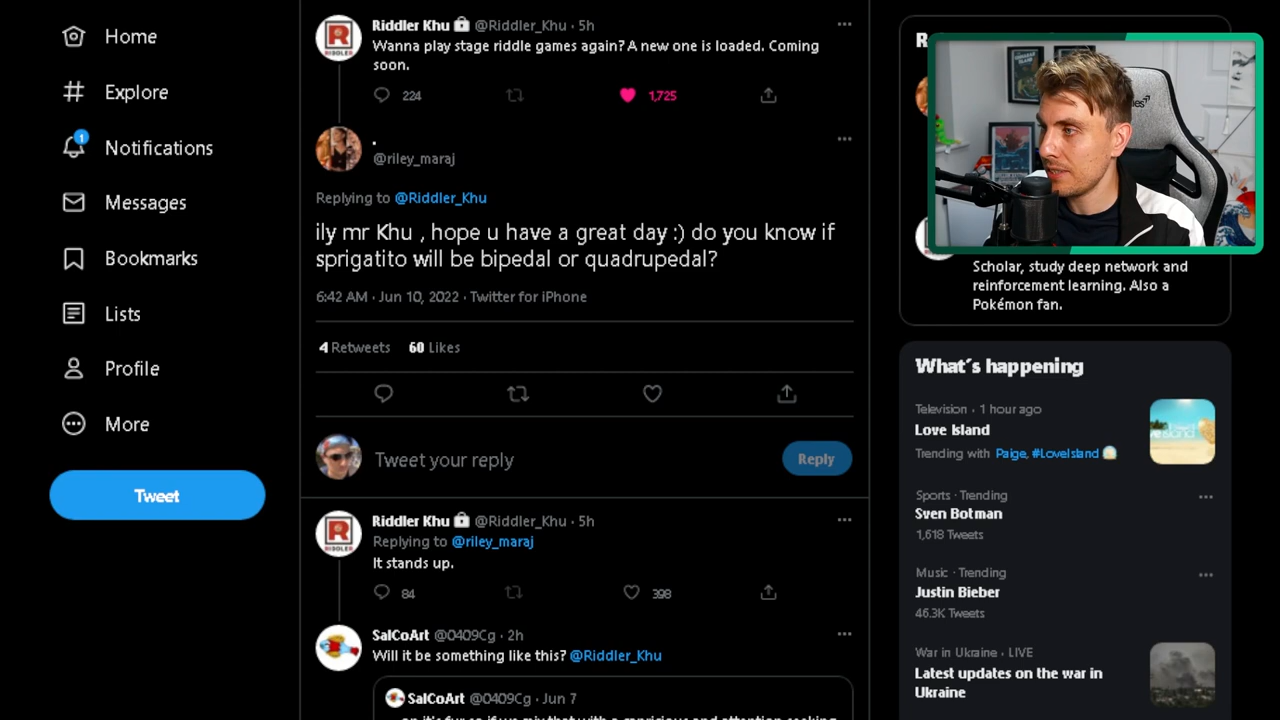 Home
Explore
1
Notifications
Messages
Bookmarks
Lists
Profile
More
Tweet
Riddler Khu @Riddler_Khu · 5h
Wanna play stage riddle games again? A new one is loaded. Coming
soon.
224
1,725
.
@riley_maraj
Replying to @Riddler_Khu
ily mr Khu , hope u have a great day :) do you know if
sprigatito will be bipedal or quadrupedal?
6:42 AM · Jun 10, 2022 · Twitter for iPhone
4 Retweets 60 Likes
Tweet your reply
Reply
Riddler Khu @Riddler_Khu · 5h
Replying to @riley_maraj
It stands up.
84
398
SalCoArt @0409Cg · 2h
Will it be something like this? @Riddler_Khu
SalCoArt @0409Cg · Jun 7
Scholar, study deep network and
reinforcement learning. Also a
Pokémon fan.
What's happening
Television · 1 hour ago
Love Island
Trending with Paige, #LoveIsland
Sports · Trending
Sven Botman
1,618 Tweets
Music · Trending
Justin Bieber
46.3K Tweets
War in Ukraine · LIVE
Latest updates on the war in
Ukraine